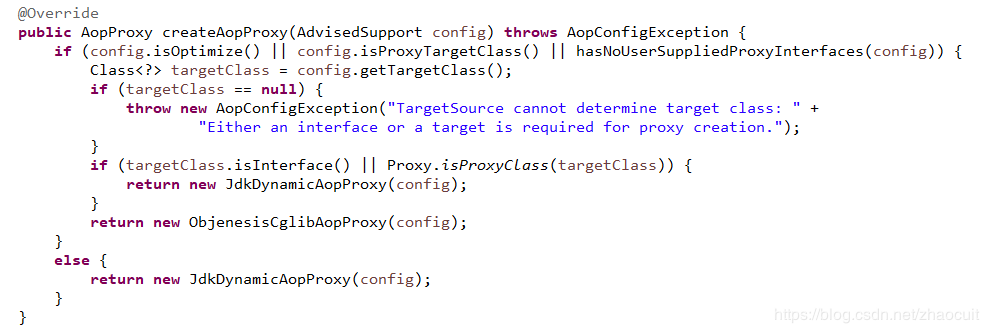 @Override
public AopProxy createAopProxy(AdvisedSupport config) throws AopConfigException {
    if (config.isOptimize() || config.isProxyTargetClass() || hasNoUserSuppliedProxyInterfaces(config)) {
        Class<?> targetClass = config.getTargetClass();
        if (targetClass == null) {
            throw new AopConfigException("TargetSource cannot determine target class: " +
                    "Either an interface or a target is required for proxy creation.");
        }
        if (targetClass.isInterface() || Proxy.isProxyClass(targetClass)) {
            return new JdkDynamicAopProxy(config);
        }
        return new ObjenesisCglibAopProxy(config);
    }
    else {
        return new JdkDynamicAopProxy(config);
    }
}
https://blog.csdn.net/zhaocuit